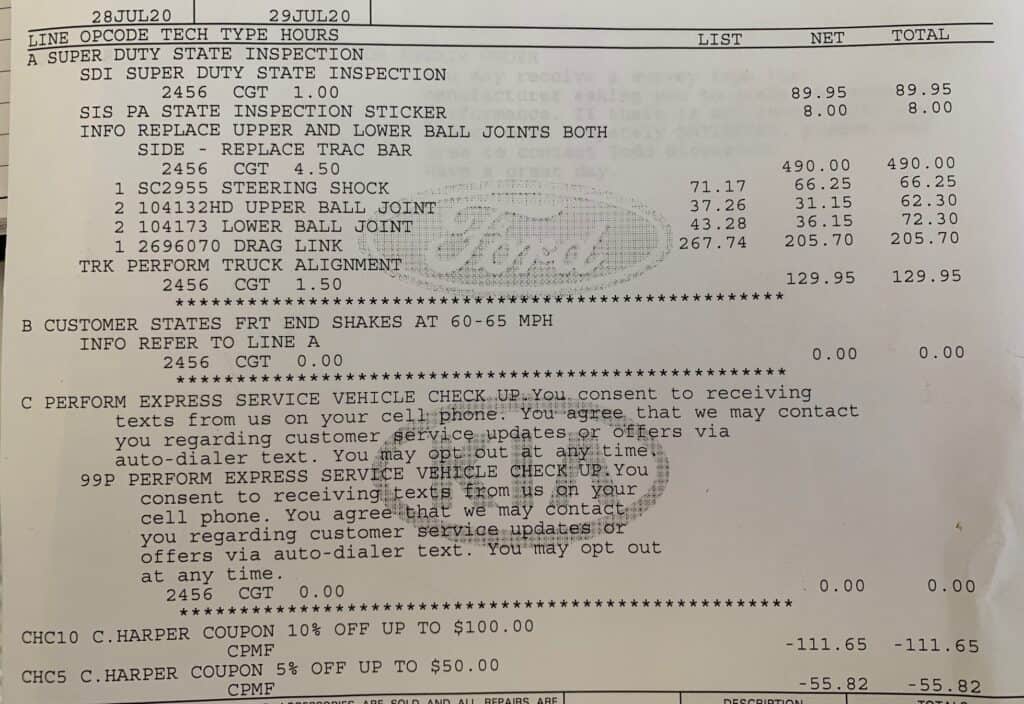 28JUL20 29JUL20
LINE OPCODE TECH TYPE HOURS LIST NET TOTAL
A SUPER DUTY STATE INSPECTION
SDI SUPER DUTY STATE INSPECTION
2456 CGT 1.00 89.95 89.95
SIS PA STATE INSPECTION STICKER 8.00 8.00
INFO REPLACE UPPER AND LOWER BALL JOINTS BOTH
SIDE - REPLACE TRAC BAR
2456 CGT 4.50 490.00 490.00
1 SC2955 STEERING SHOCK 71.17 66.25 66.25
2 104132HD UPPER BALL JOINT 37.26 31.15 62.30
2 104173 LOWER BALL JOINT 43.28 36.15 72.30
1 2696070 DRAG LINK 267.74 205.70 205.70
TRK PERFORM TRUCK ALIGNMENT
2456 CGT 1.50 129.95 129.95
****************************************************
B CUSTOMER STATES FRT END SHAKES AT 60-65 MPH
INFO REFER TO LINE A
2456 CGT 0.00 0.00 0.00
****************************************************
C PERFORM EXPRESS SERVICE VEHICLE CHECK UP.You consent to receiving
texts from us on your cell phone. You agree that we may contact
you regarding customer service updates or offers via
auto-dialer text. You may opt out at any time.
99P PERFORM EXPRESS SERVICE VEHICLE CHECK UP.You
consent to receiving texts from us on your
cell phone. You agree that we may contact
you regarding customer service updates or
offers via auto-dialer text. You may opt out
at any time.
2456 CGT 0.00 0.00 0.00
****************************************************
CHC10 C.HARPER COUPON 10% OFF UP TO $100.00
CPMF -111.65 -111.65
CHC5 C.HARPER COUPON 5% OFF UP TO $50.00
CPMF -55.82 -55.82
ARE SOLD AND ALL REPAIRS ARE DESCRIPTION TOTALS
Ford
KIA